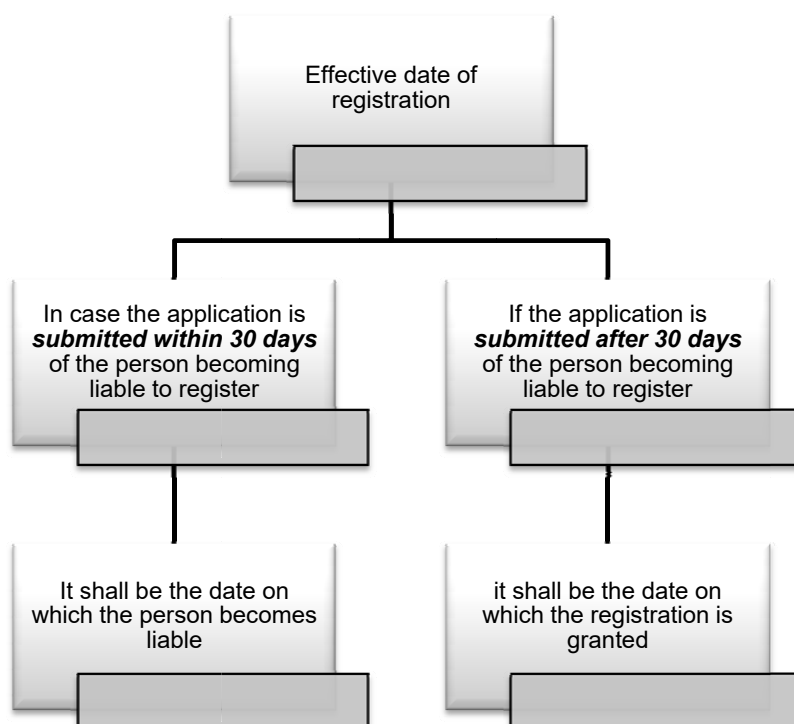 Effective date of
registration
In case the application is
submitted within 30 days
of the person becoming
liable to register
If the application is
submitted after 30 days
of the person becoming
liable to register
It shall be the date on
which the person becomes
liable
it shall be the date on
which the registration is
granted